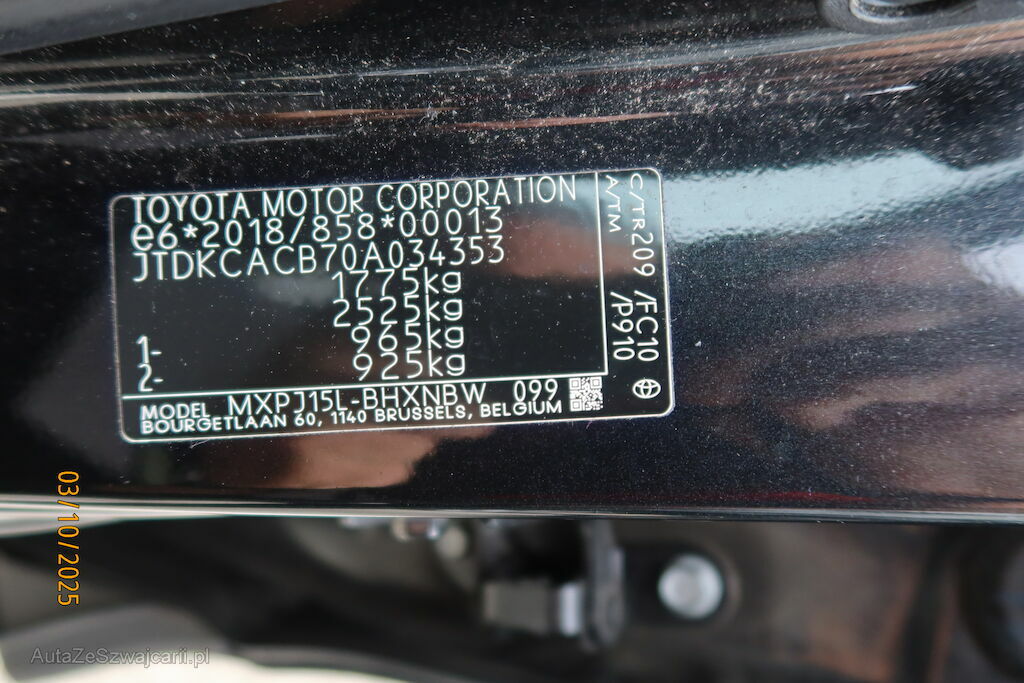 TOYOTA MOTOR CORPORATION
e6*2018/858*00013
JTDKCACB70A034353
1775kg
2525kg
1- 965kg
2- 925kg
MODEL MXPJ15L-BHXNBW 099
BOURGETLAAN 60, 1140 BRUSSELS, BELGIUM
C/TR209 /FC10
A/TM /P910
03/10/2025
AutaZeSzwajcarii.pl